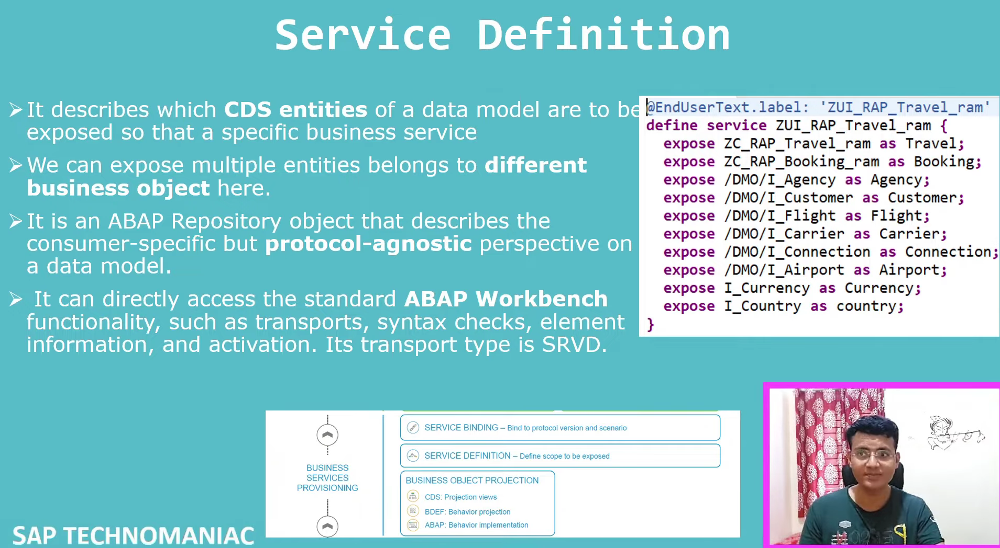 Service Definition
➢It describes which CDS entities of a data model are to be
exposed so that a specific business service
➢We can expose multiple entities belongs to different
business object here.
➢It is an ABAP Repository object that describes the
consumer-specific but protocol-agnostic perspective on
a data model.
➢ It can directly access the standard ABAP Workbench
functionality, such as transports, syntax checks, element
information, and activation. Its transport type is SRVD.
@EndUserText.label: 'ZUI_RAP_Travel_ram'
define service ZUI_RAP_Travel_ram {
expose ZC_RAP_Travel_ram as Travel;
expose ZC_RAP_Booking_ram as Booking;
expose /DMO/I_Agency as Agency;
expose /DMO/I_Customer as Customer;
expose /DMO/I_Flight as Flight;
expose /DMO/I_Carrier as Carrier;
expose /DMO/I_Connection as Connection;
expose /DMO/I_Airport as Airport;
expose I_Currency as Currency;
expose I_Country as country;
}
BUSINESS
SERVICES
PROVISIONING
SERVICE BINDING – Bind to protocol version and scenario
SERVICE DEFINITION – Define scope to be exposed
BUSINESS OBJECT PROJECTION
CDS: Projection views
BDEF: Behavior projection
ABAP: Behavior implementation
SAP TECHNOMANIAC